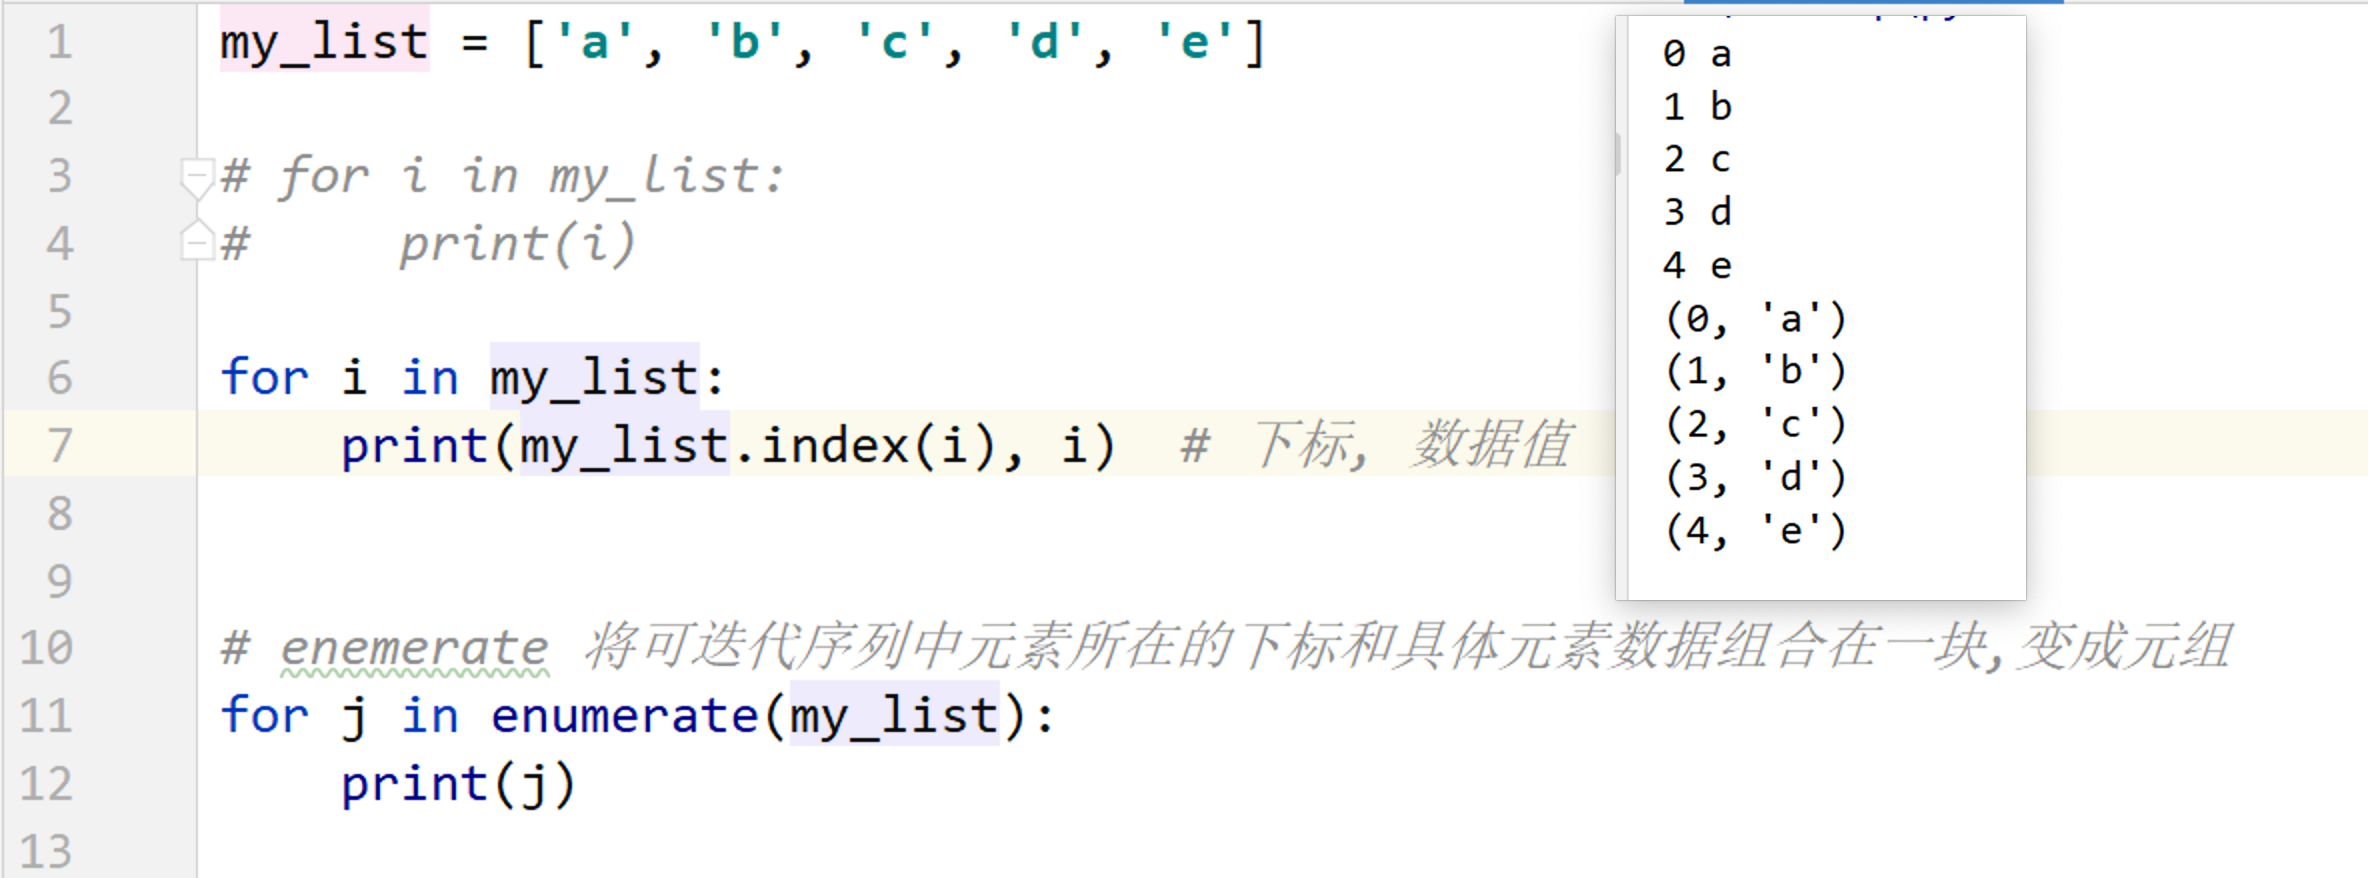 1 my_list = ['a', 'b', 'c', 'd', 'e']
2
3 # for i in my_list:
4 #     print(i)
5
6 for i in my_list:
7     print(my_list.index(i), i)  # 下标, 数据值
8
9
10 # enemerate 将可迭代序列中元素所在的下标和具体元素数据组合在一块,变成元组
11 for j in enumerate(my_list):
12     print(j)
13
0 a
1 b
2 c
3 d
4 e
(0, 'a')
(1, 'b')
(2, 'c')
(3, 'd')
(4, 'e')